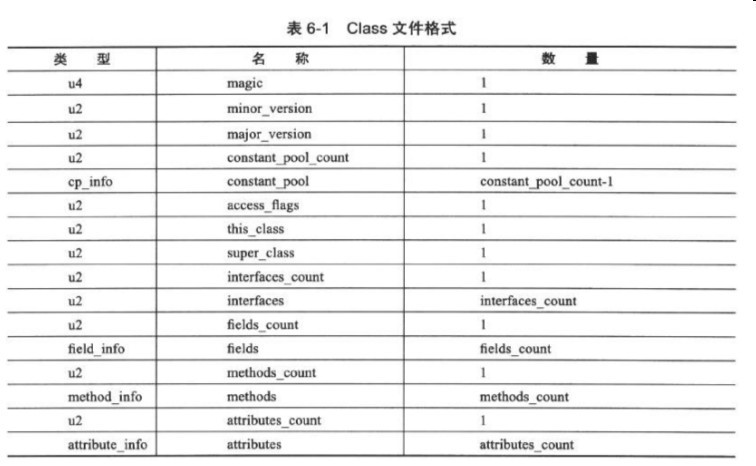 表 6-1 Class 文件格式
类 型 名 称 数 量
u4 magic 1
u2 minor_version 1
u2 major_version 1
u2 constant_pool_count 1
cp_info constant_pool constant_pool_count-1
u2 access_flags 1
u2 this_class 1
u2 super_class 1
u2 interfaces_count 1
u2 interfaces interfaces_count
u2 fields_count 1
field_info fields fields_count
u2 methods_count 1
method_info methods methods_count
u2 attributes_count 1
attribute_info attributes attributes_count